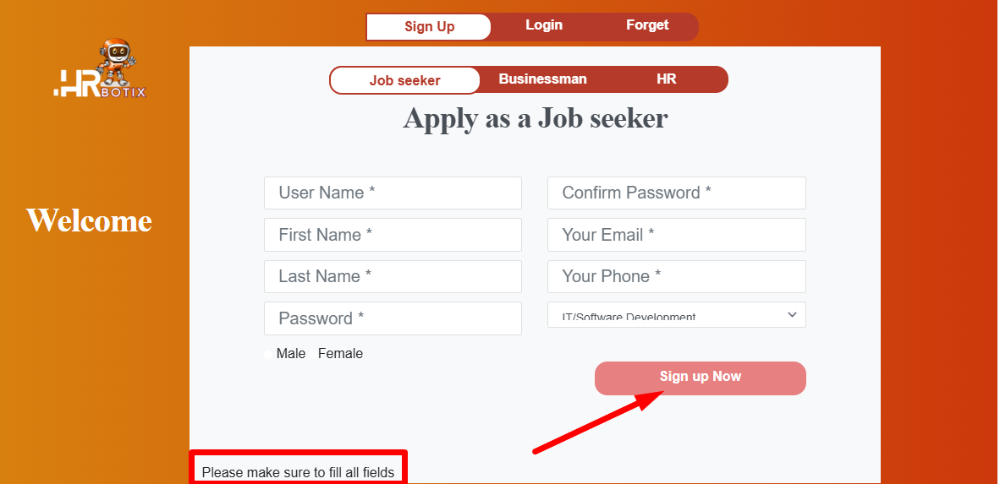 Sign Up Login Forget
.HR
BOTIX
Job seeker Businessman HR
Apply as a Job seeker
Welcome
User Name * Confirm Password *
First Name * Your Email *
Last Name * Your Phone *
Password * IT/Software Development
Male Female
Sign up Now
Please make sure to fill all fields